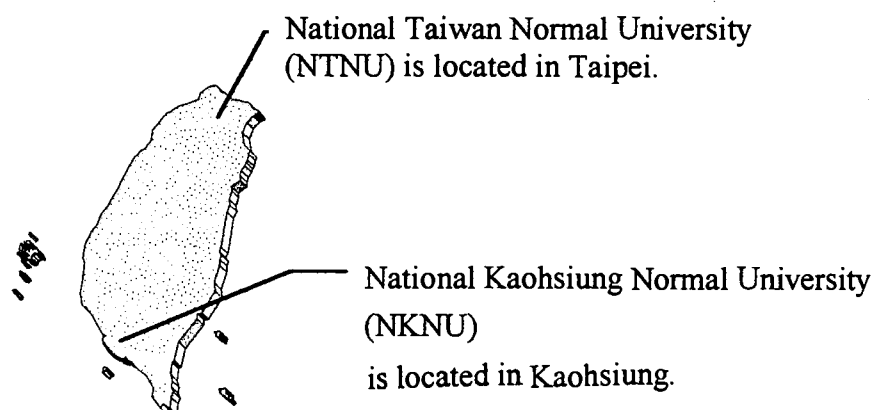 National Taiwan Normal University
(NTNU) is located in Taipei.
National Kaohsiung Normal University
(NKNU)
is located in Kaohsiung.